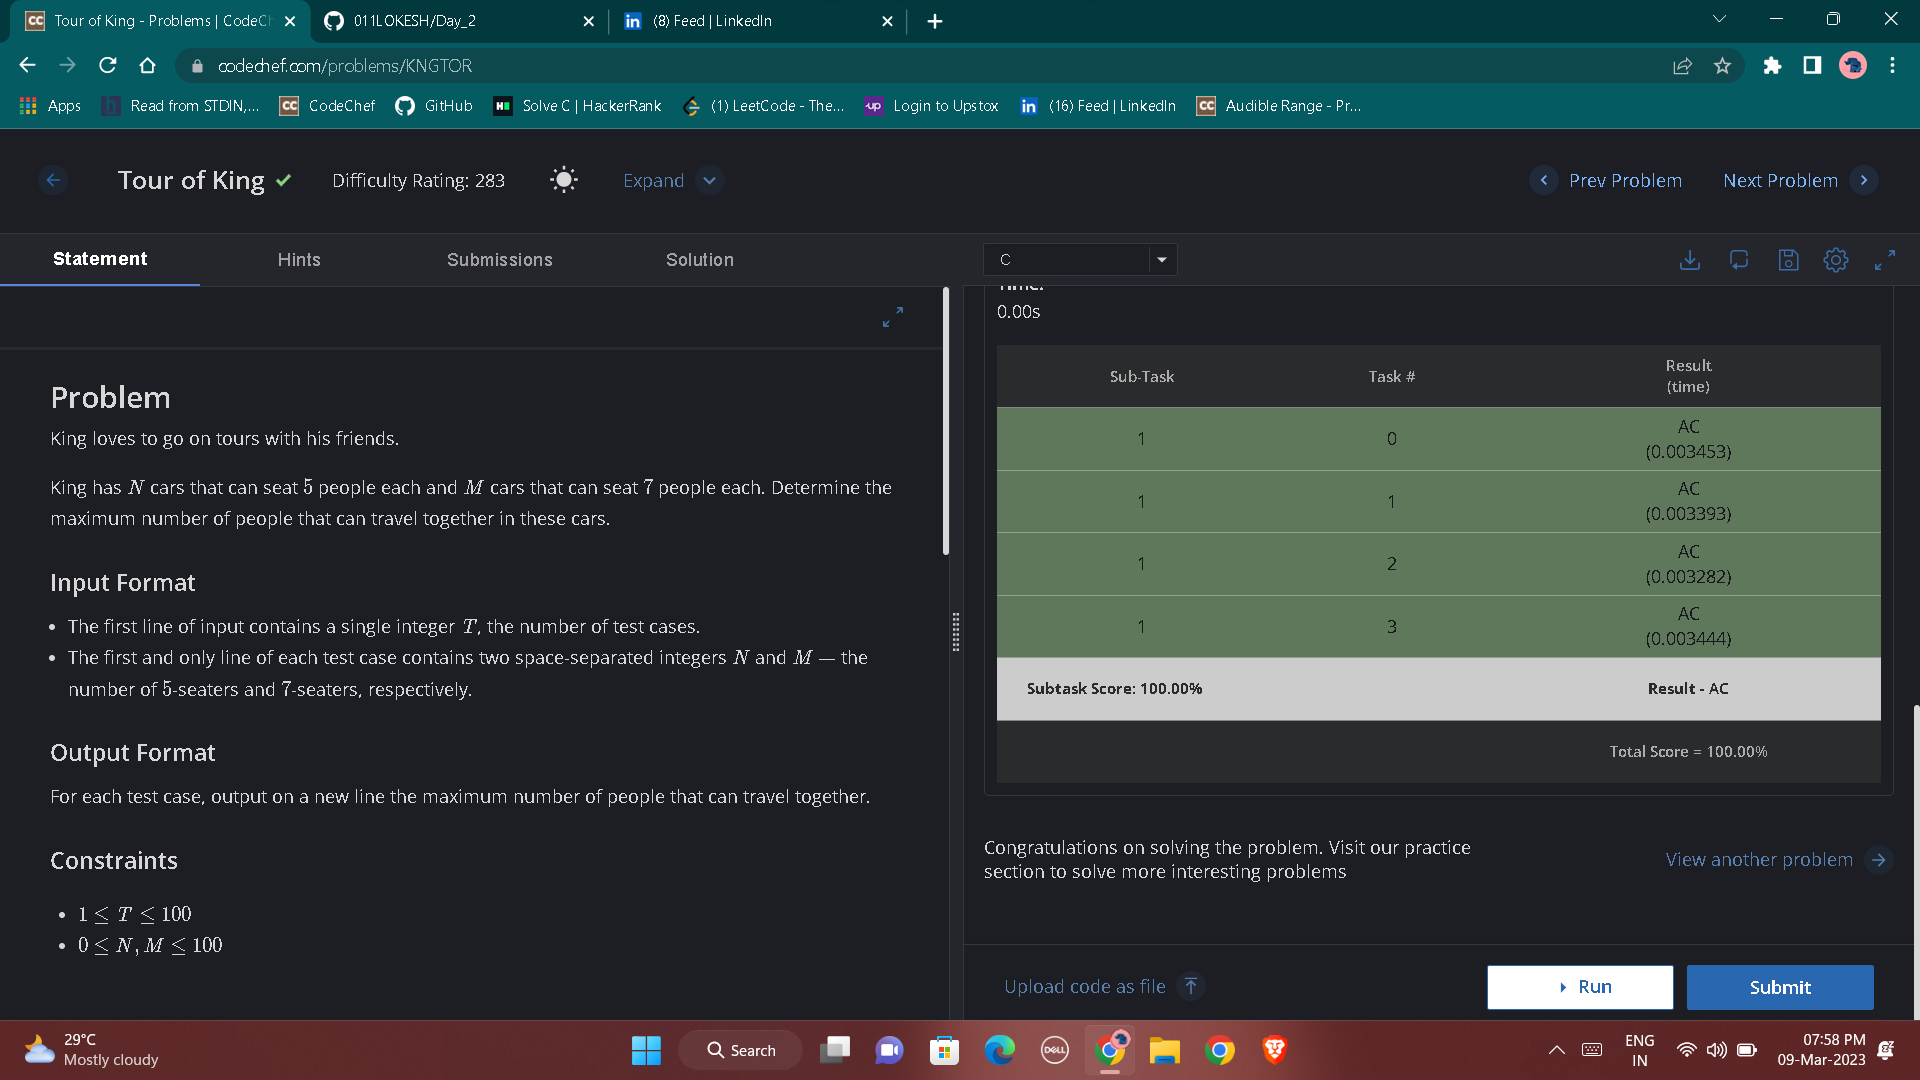 Tour of King - Problems | CodeCh
011LOKESH/Day_2
(8) Feed | LinkedIn
codechef.com/problems/KNGTOR
Apps
Read from STDIN,...
CodeChef
GitHub
Solve C | HackerRank
(1) LeetCode - The...
Login to Upstox
(16) Feed | LinkedIn
Audible Range - Pr...
Tour of King
Difficulty Rating: 283
Expand
Prev Problem
Next Problem
Statement
Hints
Submissions
Solution
C
Problem
King loves to go on tours with his friends.
King has N cars that can seat 5 people each and M cars that can seat 7 people each. Determine the
maximum number of people that can travel together in these cars.
Input Format
• The first line of input contains a single integer T, the number of test cases.
• The first and only line of each test case contains two space-separated integers N and M — the
number of 5-seaters and 7-seaters, respectively.
Output Format
For each test case, output on a new line the maximum number of people that can travel together.
Constraints
• 1 ≤ T ≤ 100
• 0 ≤ N, M ≤ 100
Time:
0.00s
Sub-Task Task # Result
(time)
1 0 AC
(0.003453)
1 1 AC
(0.003393)
1 2 AC
(0.003282)
1 3 AC
(0.003444)
Subtask Score: 100.00% Result - AC
Total Score = 100.00%
Congratulations on solving the problem. Visit our practice
section to solve more interesting problems
View another problem
Upload code as file
Run
Submit
29°C
Mostly cloudy
Search
DELL
ENG
IN
07:58 PM
09-Mar-2023